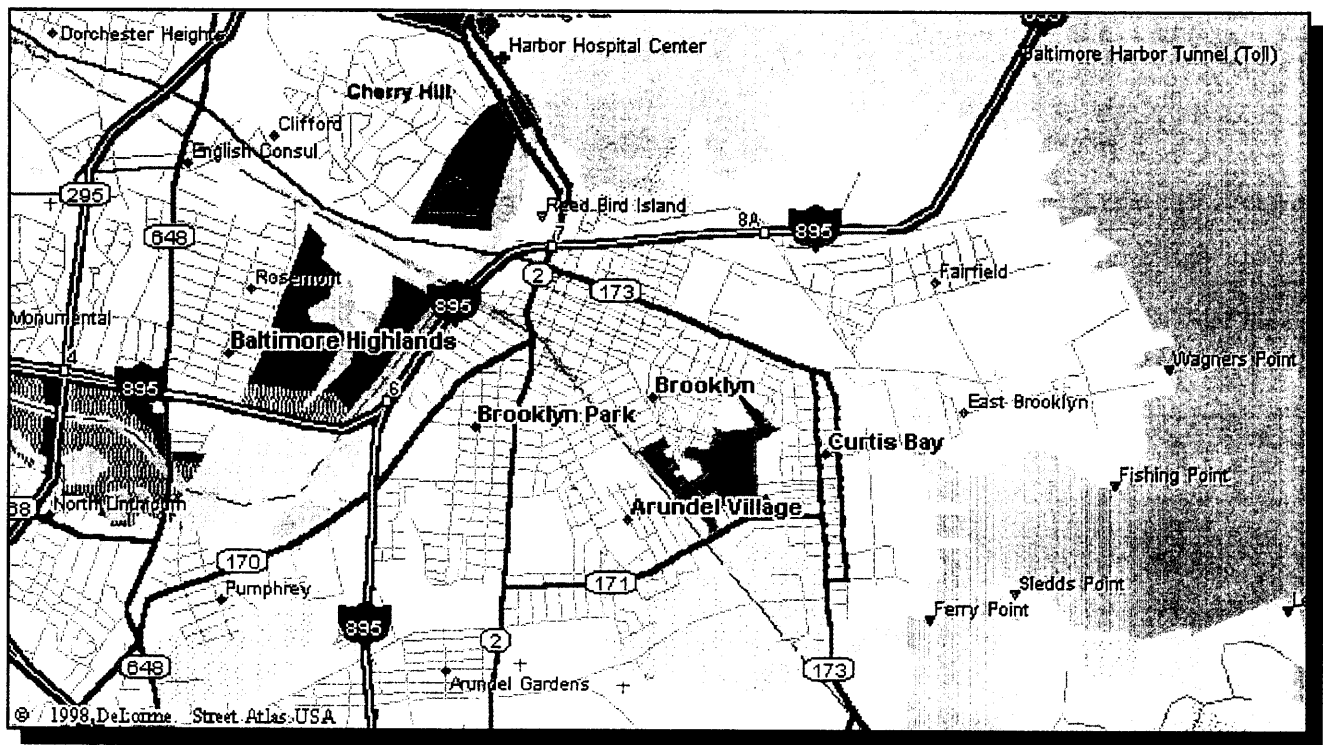 Dorchester Heights
Harbor Hospital Center
895
Baltimore Harbor Tunnel (Toll)
Cherry Hill
Clifford
English Consul
295
Reed Bird Island
8A
895
648
7
2
173
Fairfield
Rosemont
895
Monumental
Baltimore Highlands
4
Wagners Point
895
6
Brooklyn
Brooklyn Park
East Brooklyn
Curtis Bay
Fishing Point
North Linthicum
Arundel Village
170
171
Pumphrey
Sledds Point
Ferry Point
895
2
648
173
Arundel Gardens
© 1998 DeLorme Street Atlas USA